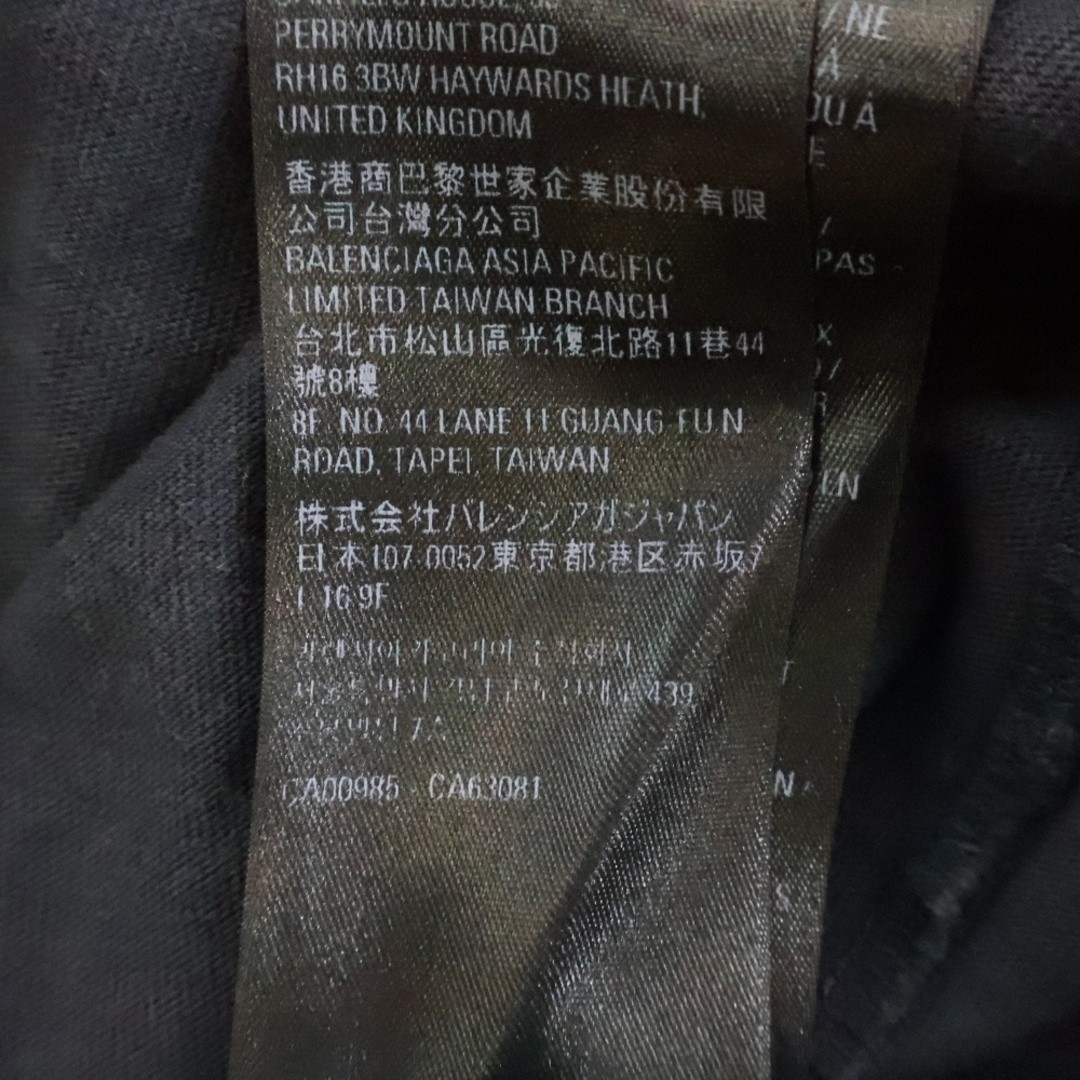 PERRYMOUNT ROAD
RH16 3BW HAYWARDS HEATH,
UNITED KINGDOM
香港商巴黎世家企業股份有限
公司台灣分公司
BALENCIAGA ASIA PACIFIC
LIMITED TAIWAN BRANCH
台北市松山區光復北路11巷44
號8樓
8F NO 44 LANE 11 GUANG FU N
ROAD, TAPEI, TAIWAN
株式会社バレンシアガジャパン
日本107-0052東京都港区赤坂7
1 16 9F
439
CA00985 - CA63081
/ NE
À
OU À
E
/
PAS
X
/
R
N
S